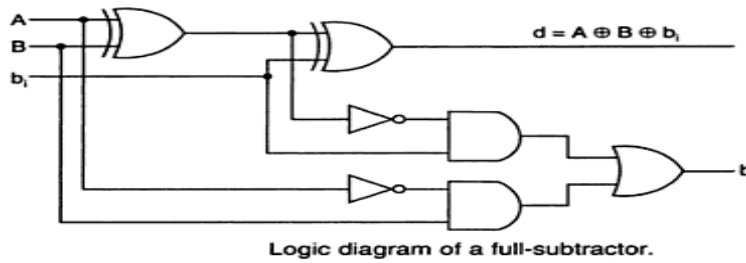 A
B
bᵢ
d = A ⊕ B ⊕ bᵢ
b
Logic diagram of a full-subtractor.